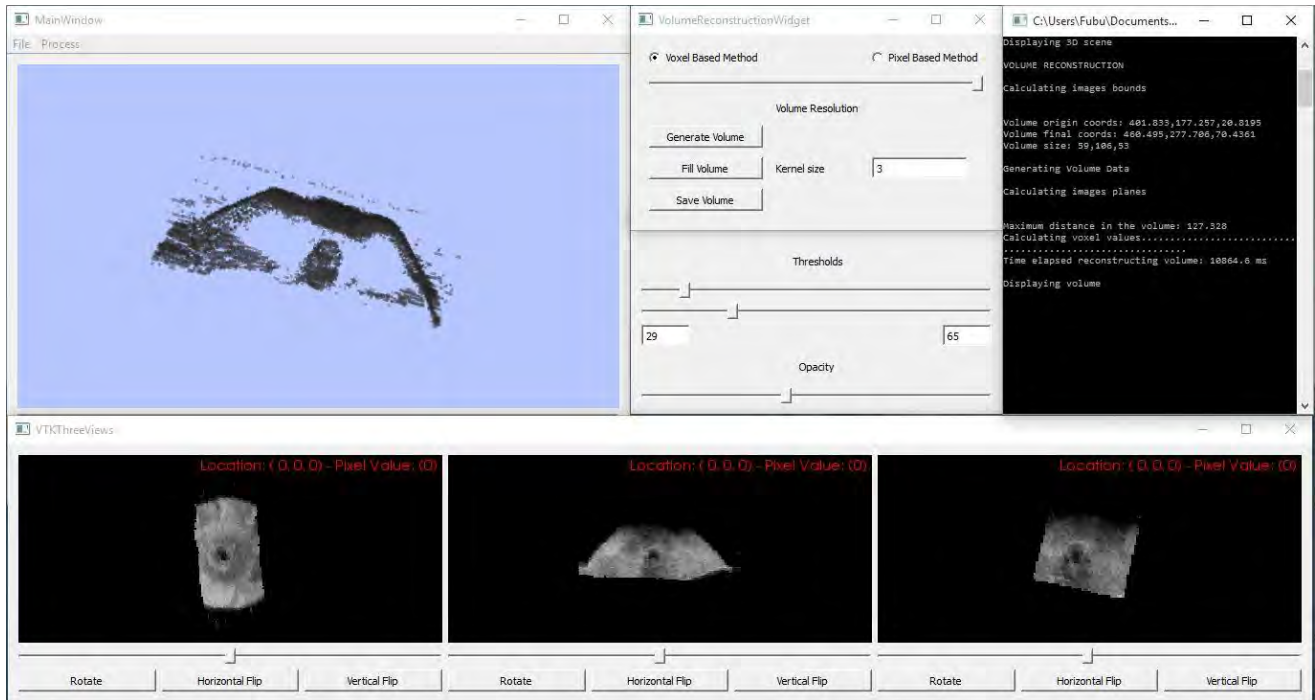 MainWindow
File Process
VolumeReconstructionWidget
Voxel Based Method
Pixel Based Method
Volume Resolution
Generate Volume
Fill Volume
Kernel size
3
Save Volume
Thresholds
29
65
Opacity
C:\Users\Fubu\Documents...
Displaying 3D scene
VOLUME RECONSTRUCTION
Calculating images bounds
Volume origin coords: 401.833,177.257,20.8195
Volume final coords: 460.495,277.706,70.4361
Volume size: 59,106,53
Generating Volume Data
Calculating images planes
Maximum distance in the volume: 127.328
Calculating voxel values..........................
...............................
Time elapsed reconstructing volume: 10864.6 ms
Displaying volume
VTKThreeViews
Location: ( 0, 0, 0) - Pixel Value: (0)
Location: ( 0, 0, 0) - Pixel Value: (0)
Location: ( 0, 0, 0) - Pixel Value: (0)
Rotate Horizontal Flip Vertical Flip
Rotate Horizontal Flip Vertical Flip
Rotate Horizontal Flip Vertical Flip